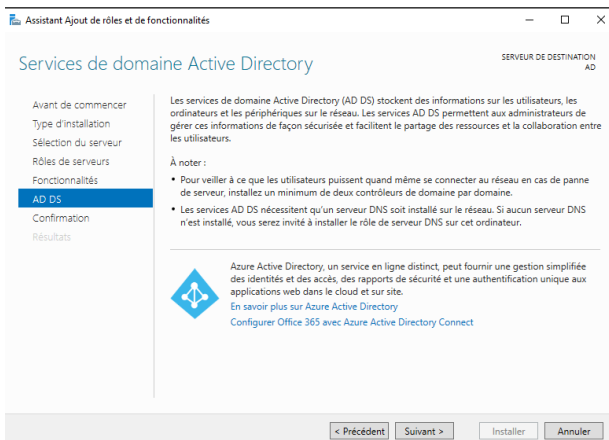 Assistant Ajout de rôles et de fonctionnalités
Services de domaine Active Directory
SERVEUR DE DESTINATION
AD
Avant de commencer
Type d'installation
Sélection du serveur
Rôles de serveurs
Fonctionnalités
AD DS
Confirmation
Résultats
Les services de domaine Active Directory (AD DS) stockent des informations sur les utilisateurs, les
ordinateurs et les périphériques sur le réseau. Les services AD DS permettent aux administrateurs de
gérer ces informations de façon sécurisée et facilitent le partage des ressources et la collaboration entre
les utilisateurs.
À noter :
• Pour veiller à ce que les utilisateurs puissent quand même se connecter au réseau en cas de panne
de serveur, installez un minimum de deux contrôleurs de domaine par domaine.
• Les services AD DS nécessitent qu'un serveur DNS soit installé sur le réseau. Si aucun serveur DNS
n'est installé, vous serez invité à installer le rôle de serveur DNS sur cet ordinateur.
Azure Active Directory, un service en ligne distinct, peut fournir une gestion simplifiée
des identités et des accès, des rapports de sécurité et une authentification unique aux
applications web dans le cloud et sur site.
En savoir plus sur Azure Active Directory
Configurer Office 365 avec Azure Active Directory Connect
< Précédent
Suivant >
Installer
Annuler